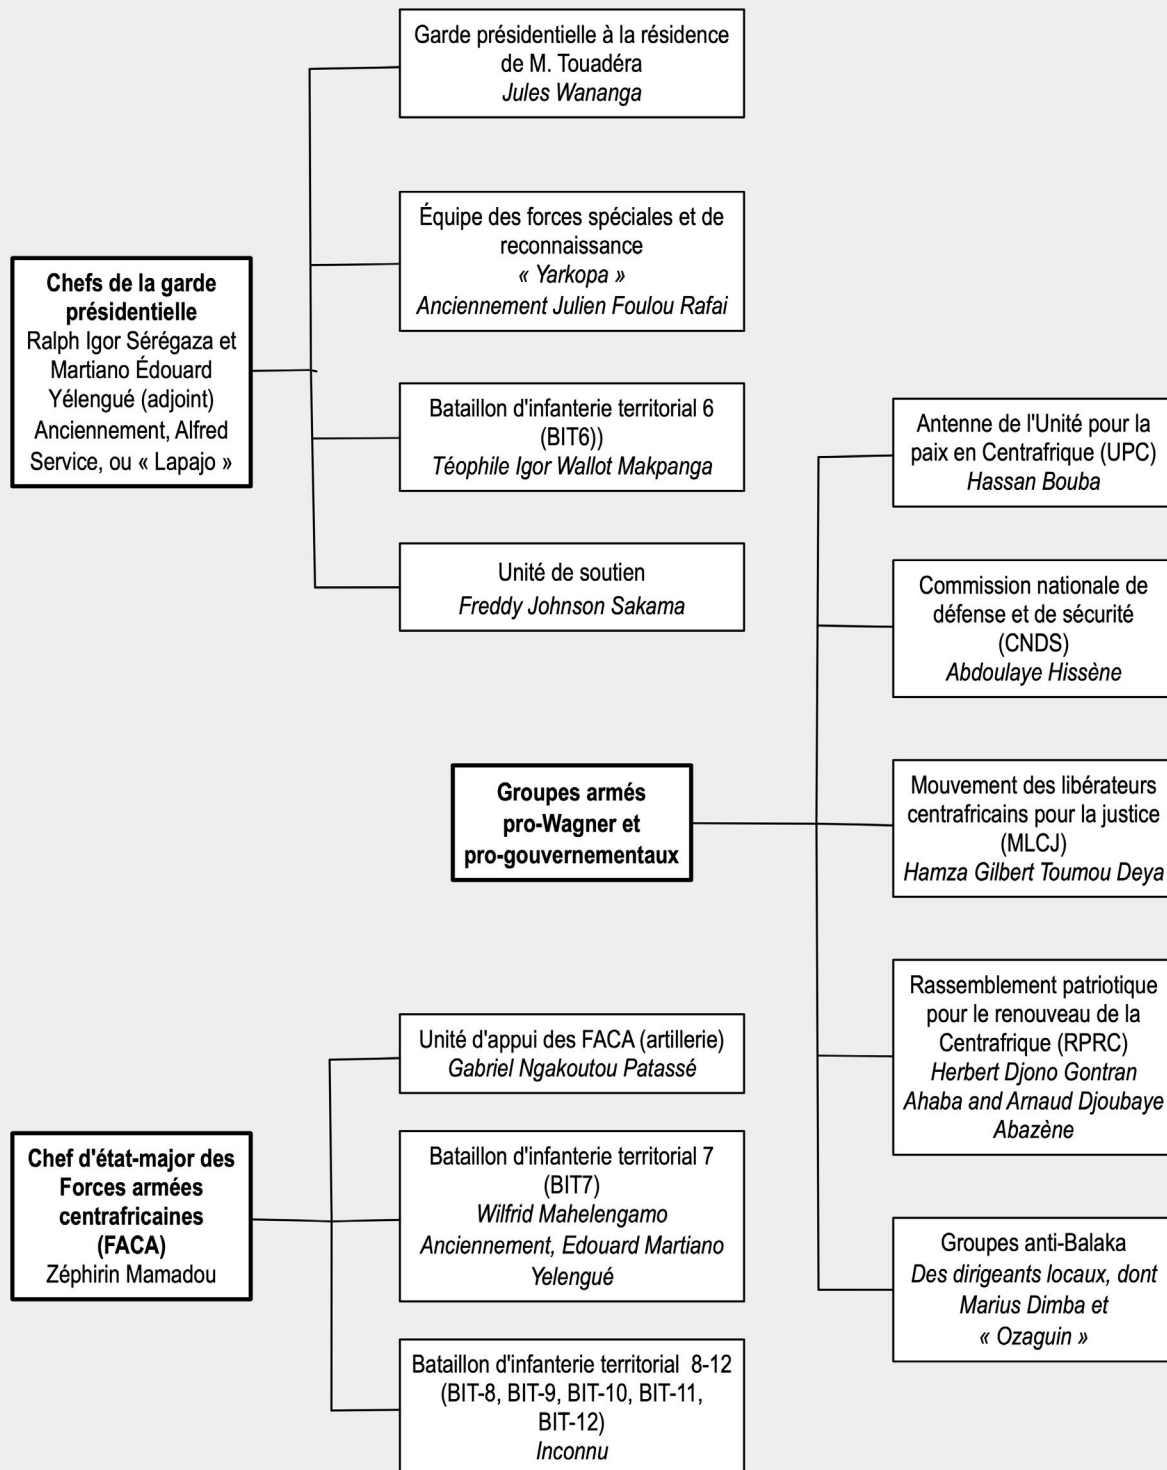 Garde présidentielle à la résidence
de M. Touadéra
Jules Wananga
Équipe des forces spéciales et de
reconnaissance
« Yarkopa »
Anciennement Julien Foulou Rafai
Chefs de la garde
présidentielle
Ralph Igor Sérégaza et
Martiano Édouard
Yélengué (adjoint)
Anciennement, Alfred
Service, ou « Lapajo »
Bataillon d'infanterie territorial 6
(BIT6))
Téophile Igor Wallot Makpanga
Unité de soutien
Freddy Johnson Sakama
Antenne de l'Unité pour la
paix en Centrafrique (UPC)
Hassan Bouba
Commission nationale de
défense et de sécurité
(CNDS)
Abdoulaye Hissène
Groupes armés
pro-Wagner et
pro-gouvernementaux
Mouvement des libérateurs
centrafricains pour la justice
(MLCJ)
Hamza Gilbert Toumou Deya
Rassemblement patriotique
pour le renouveau de la
Centrafrique (RPRC)
Herbert Djono Gontran
Ahaba and Arnaud Djoubaye
Abazène
Groupes anti-Balaka
Des dirigeants locaux, dont
Marius Dimba et
« Ozaguin »
Chef d'état-major des
Forces armées
centrafricaines
(FACA)
Zéphirin Mamadou
Unité d'appui des FACA (artillerie)
Gabriel Ngakoutou Patassé
Bataillon d'infanterie territorial 7
(BIT7)
Wilfrid Mahelengamo
Anciennement, Edouard Martiano
Yelengué
Bataillon d'infanterie territorial 8-12
(BIT-8, BIT-9, BIT-10, BIT-11,
BIT-12)
Inconnu